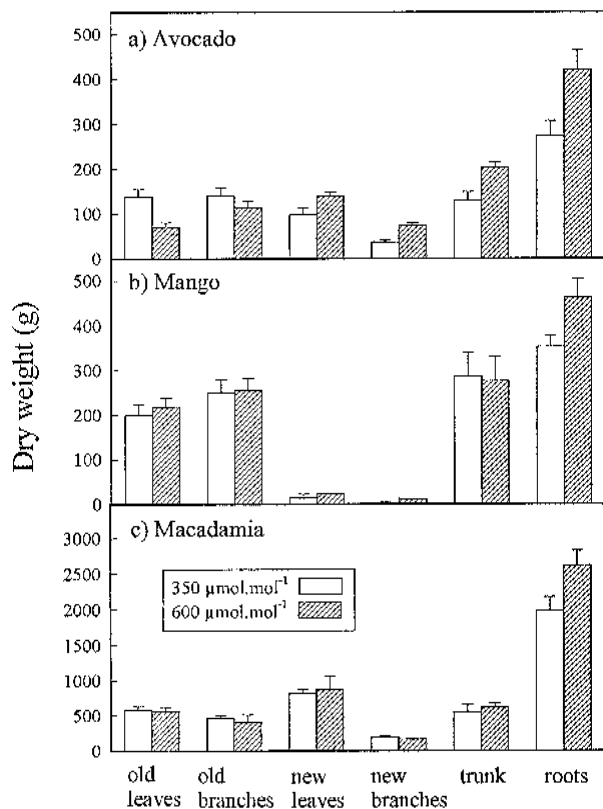 a) Avocado
500
400
300
200
100
0
b) Mango
500
400
300
200
100
0
c) Macadamia
3000
2500
2000
1500
1000
500
0
350 μmol.mol⁻¹
600 μmol.mol⁻¹
Dry weight (g)
old leaves
old branches
new leaves
new branches
trunk
roots